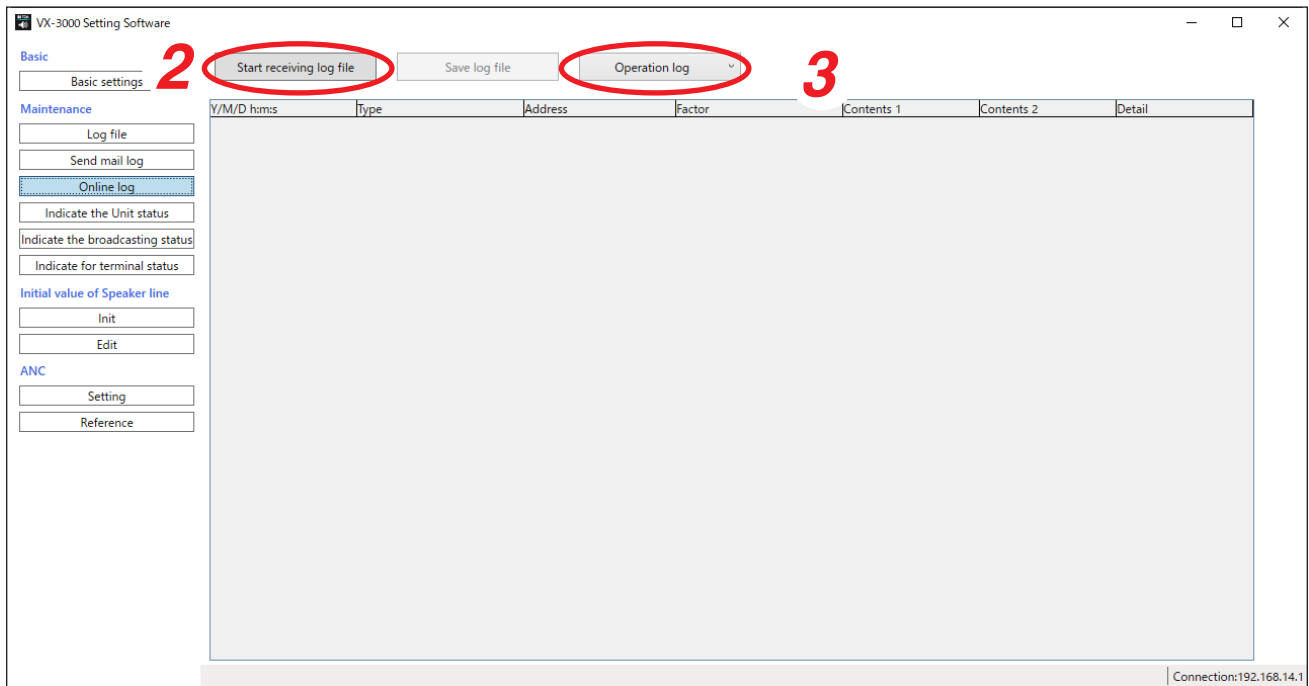 VX-3000 Setting Software
Basic
Basic settings
2
Start receiving log file
Save log file
Operation log
3
Maintenance
Log file
Send mail log
Online log
Indicate the Unit status
Indicate the broadcasting status
Indicate for terminal status
Initial value of Speaker line
Init
Edit
ANC
Setting
Reference
Y/M/D h:m:s Type Address Factor Contents 1 Contents 2 Detail
Connection:192.168.14.1